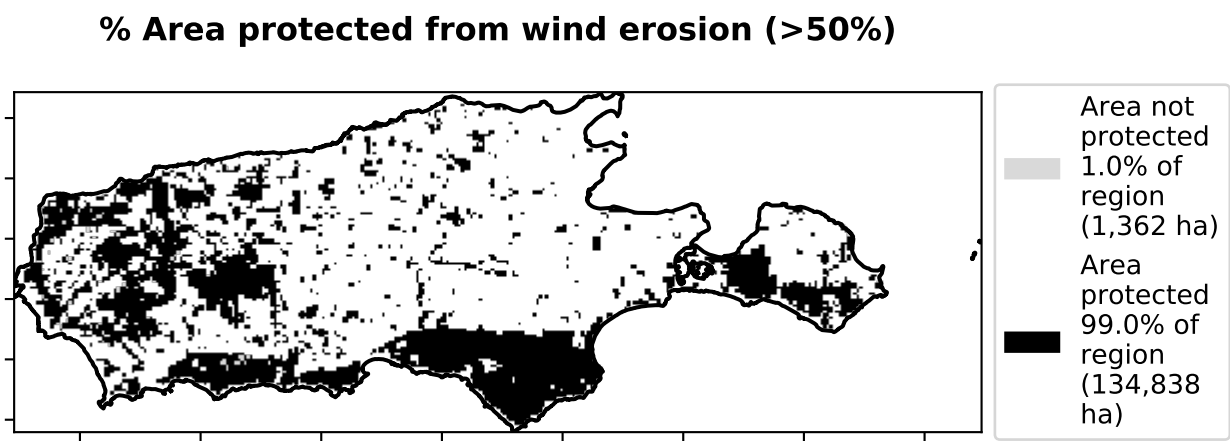 % Area protected from wind erosion (>50%)
Area not
protected
1.0% of
region
(1,362 ha)
Area
protected
99.0% of
region
(134,838
ha)